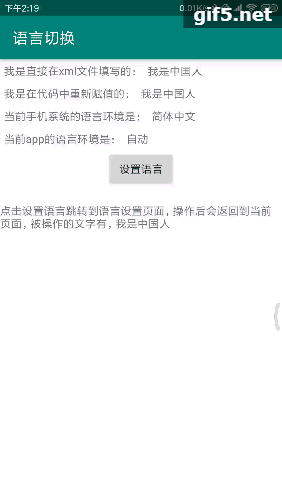 下午2:19
0.01K/s
gif5.net
语言切换
我是直接在xml文件填写的： 我是中国人
我是在代码中重新赋值的： 我是中国人
当前手机系统的语言环境是： 简体中文
当前app的语言环境是： 自动
设置语言
点击设置语言跳转到语言设置页面, 操作后会返回到当前
页面, 被操作的文字有, 我是中国人